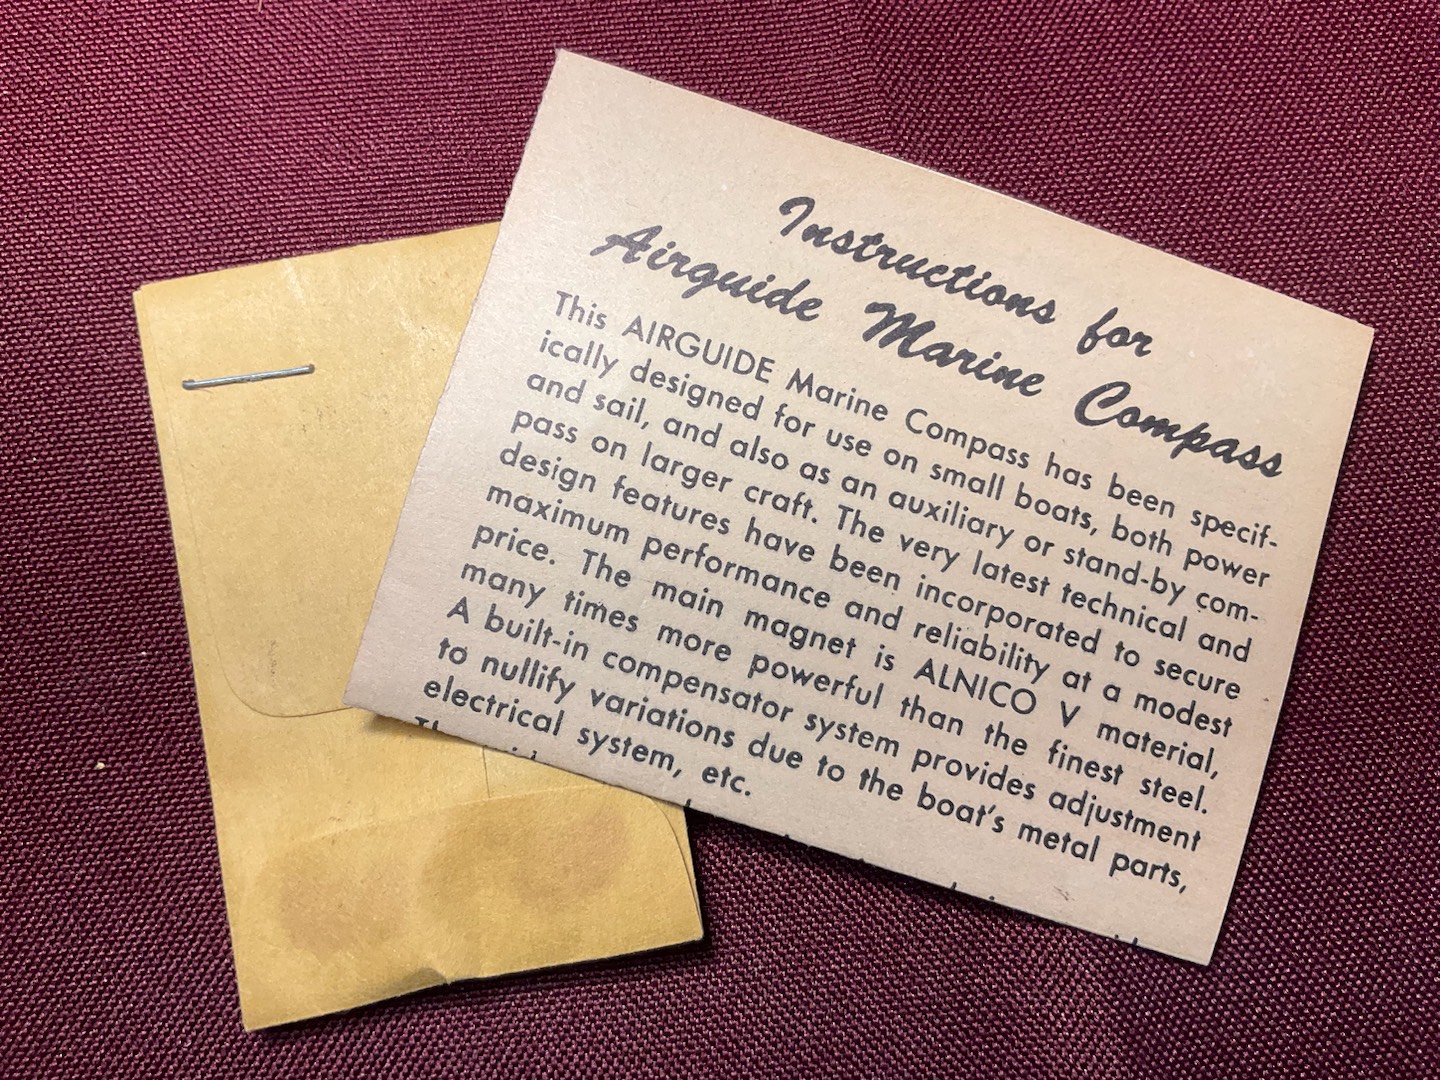 Instructions for
Airguide Marine Compass
This AIRGUIDE Marine Compass has been specif-
ically designed for use on small boats, both power
and sail, and also as an auxiliary or stand-by com-
pass on larger craft. The very latest technical and
design features have been incorporated to secure
maximum performance and reliability at a modest
price. The main magnet is ALNICO V material,
many times more powerful than the finest steel.
A built-in compensator system provides adjustment
to nullify variations due to the boat's metal parts,
electrical system, etc.